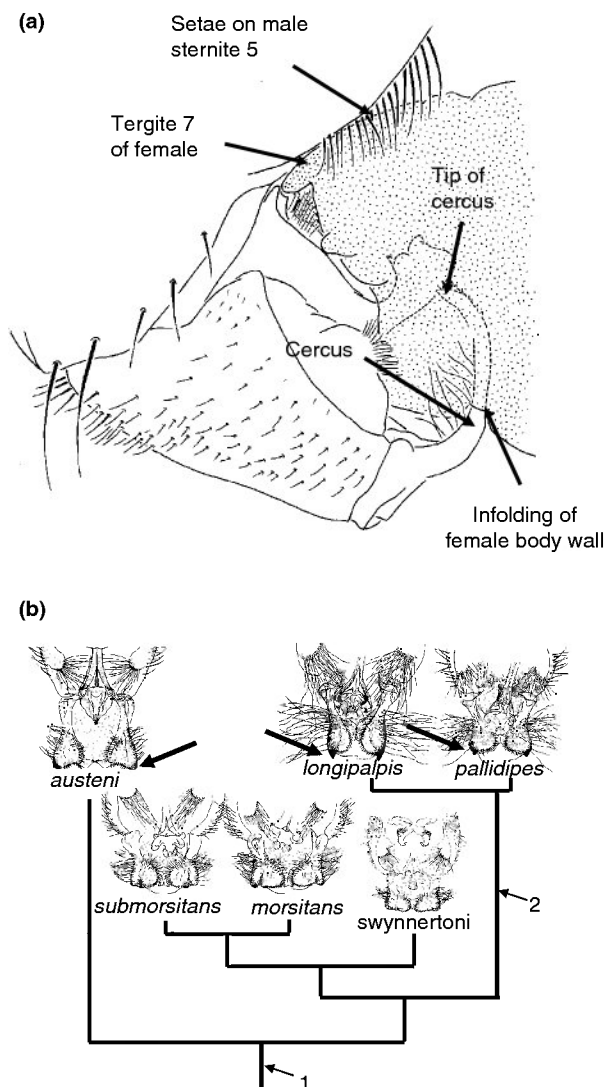 (a)
Setae on male
sternite 5
Tergite 7
of female
Tip of
cercus
Cercus
Infolding of
female body wall
(b)
austeni
longipalpis
pallidipes
submorsitans
morsitans
swynnertoni
2
1